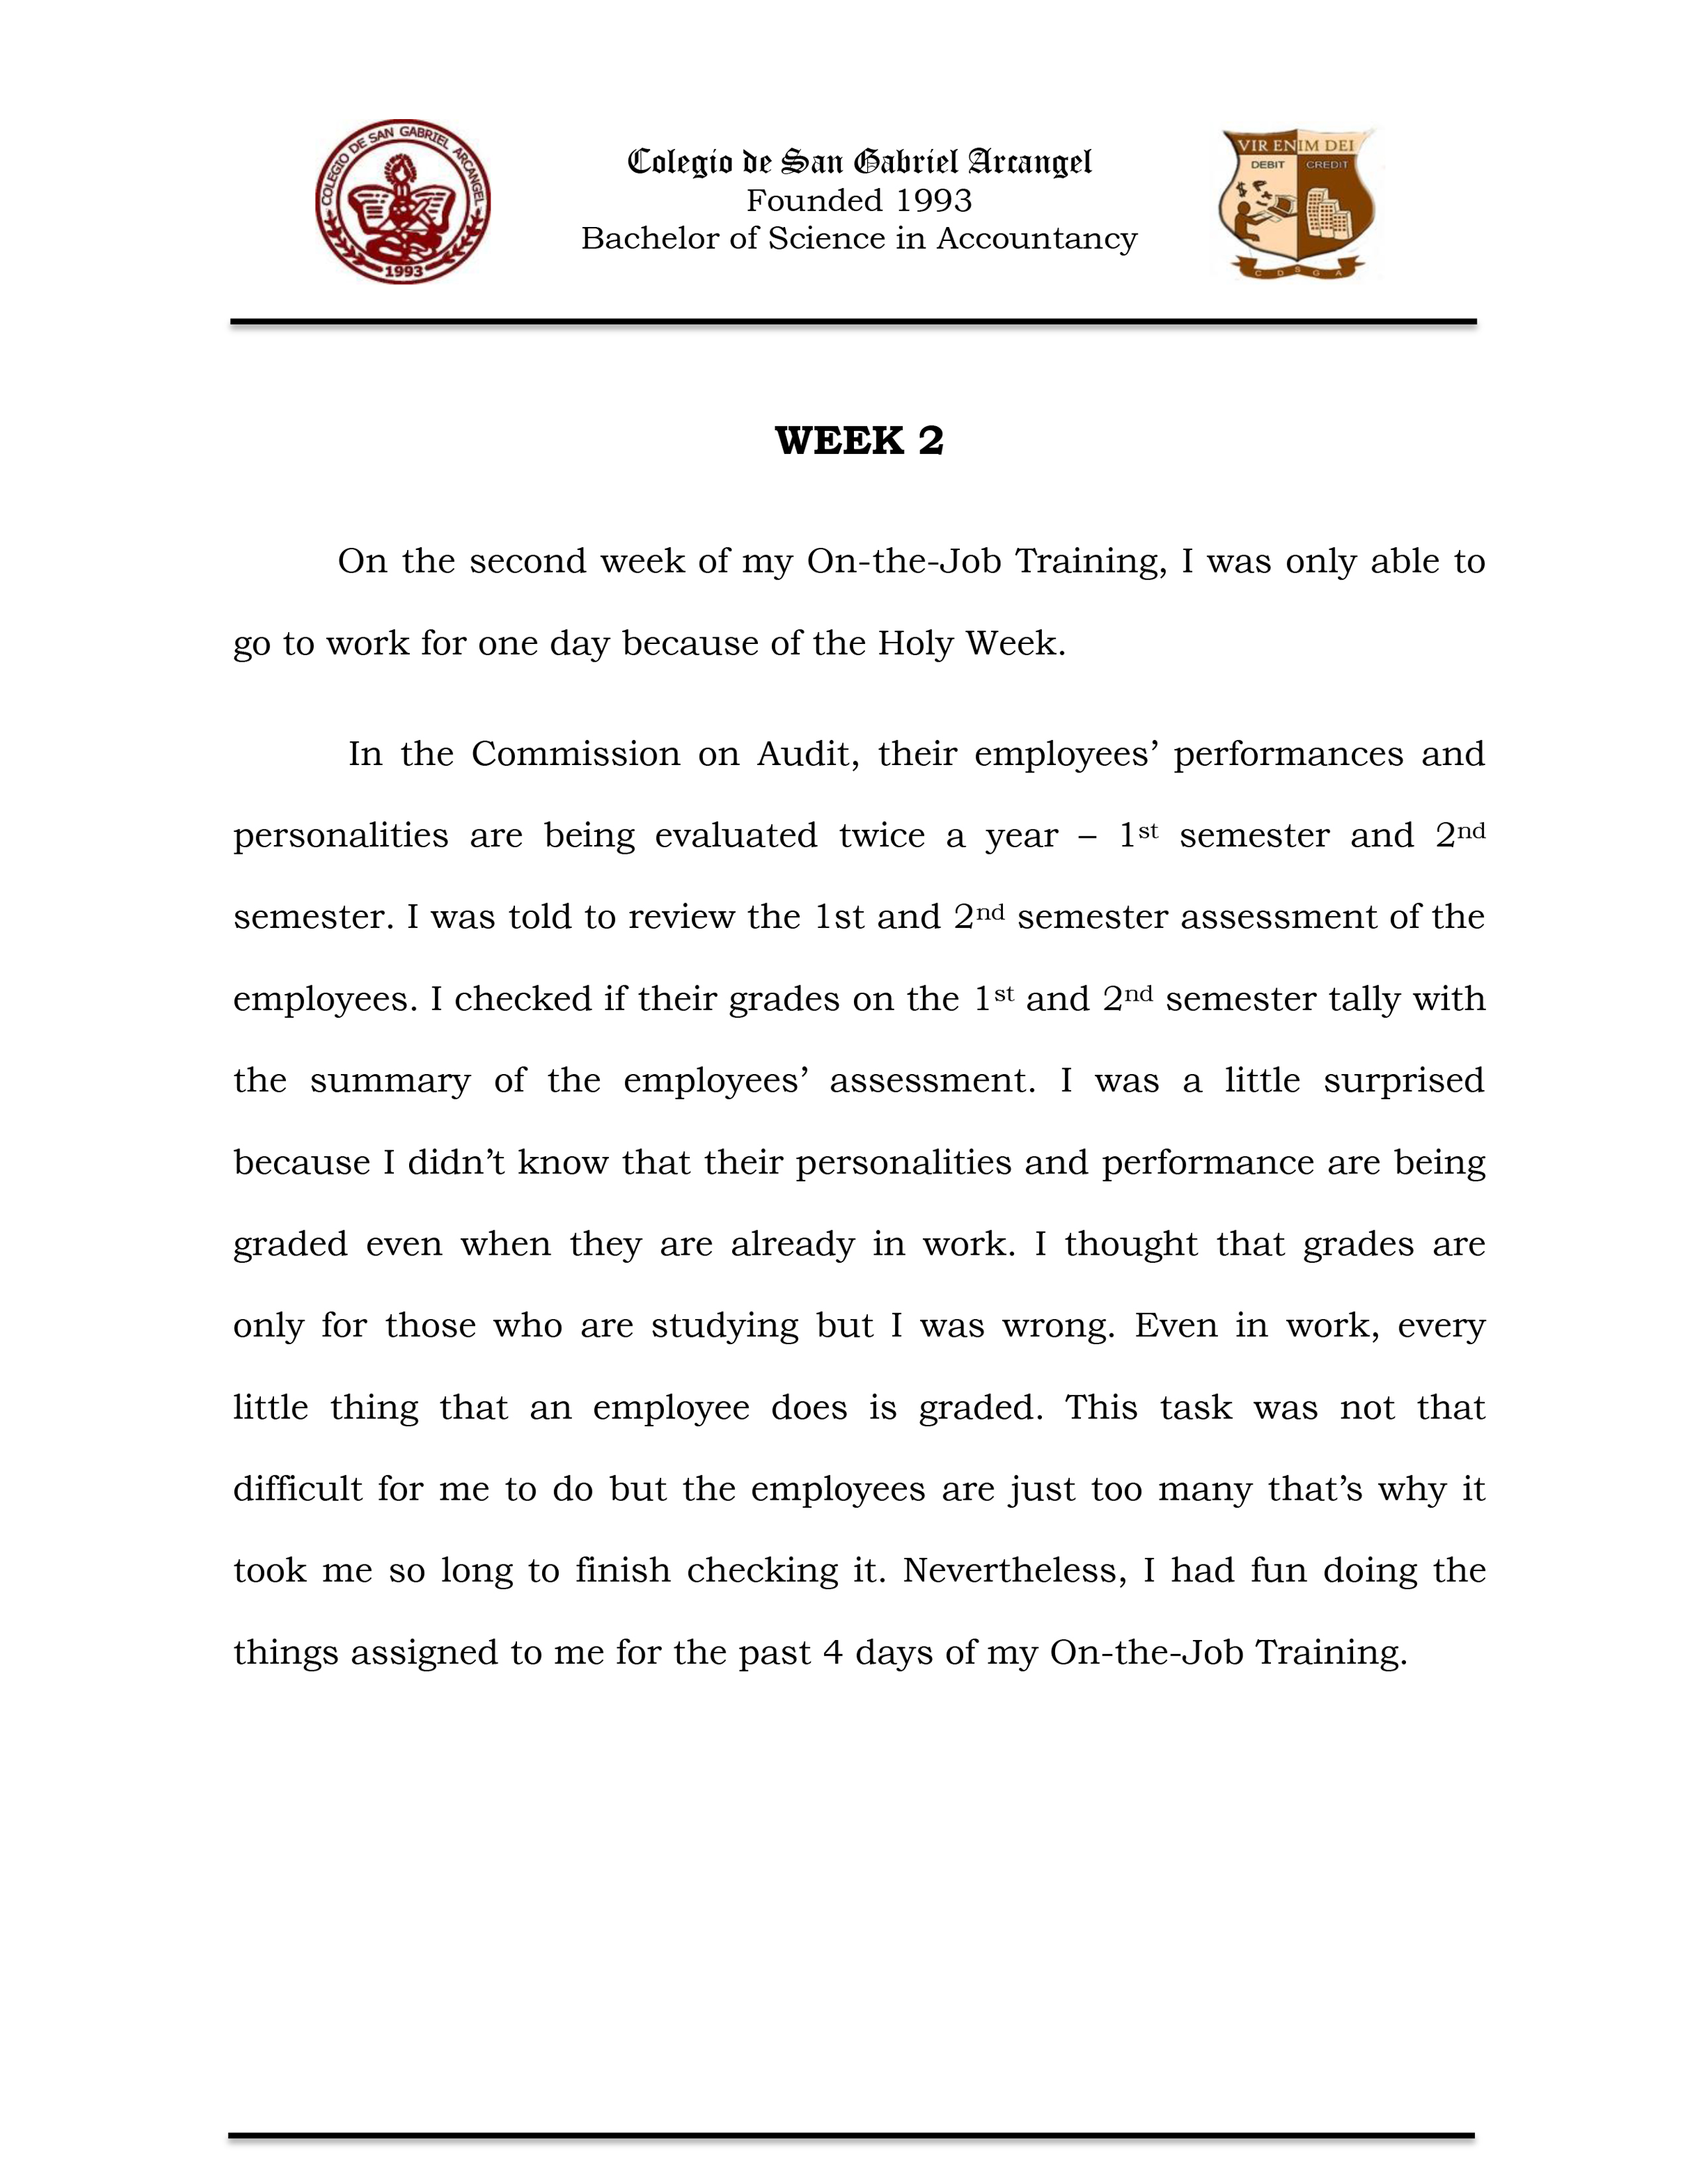 COLEGIO DE SAN GABRIEL ARCANGEL
1993
Colegio de San Gabriel Arcangel
Founded 1993
Bachelor of Science in Accountancy
VIR ENIM DEI
DEBIT CREDIT
C D S G A
WEEK 2
On the second week of my On-the-Job Training, I was only able to
go to work for one day because of the Holy Week.
In the Commission on Audit, their employees’ performances and
personalities are being evaluated twice a year – 1st semester and 2nd
semester. I was told to review the 1st and 2nd semester assessment of the
employees. I checked if their grades on the 1st and 2nd semester tally with
the summary of the employees’ assessment. I was a little surprised
because I didn’t know that their personalities and performance are being
graded even when they are already in work. I thought that grades are
only for those who are studying but I was wrong. Even in work, every
little thing that an employee does is graded. This task was not that
difficult for me to do but the employees are just too many that’s why it
took me so long to finish checking it. Nevertheless, I had fun doing the
things assigned to me for the past 4 days of my On-the-Job Training.